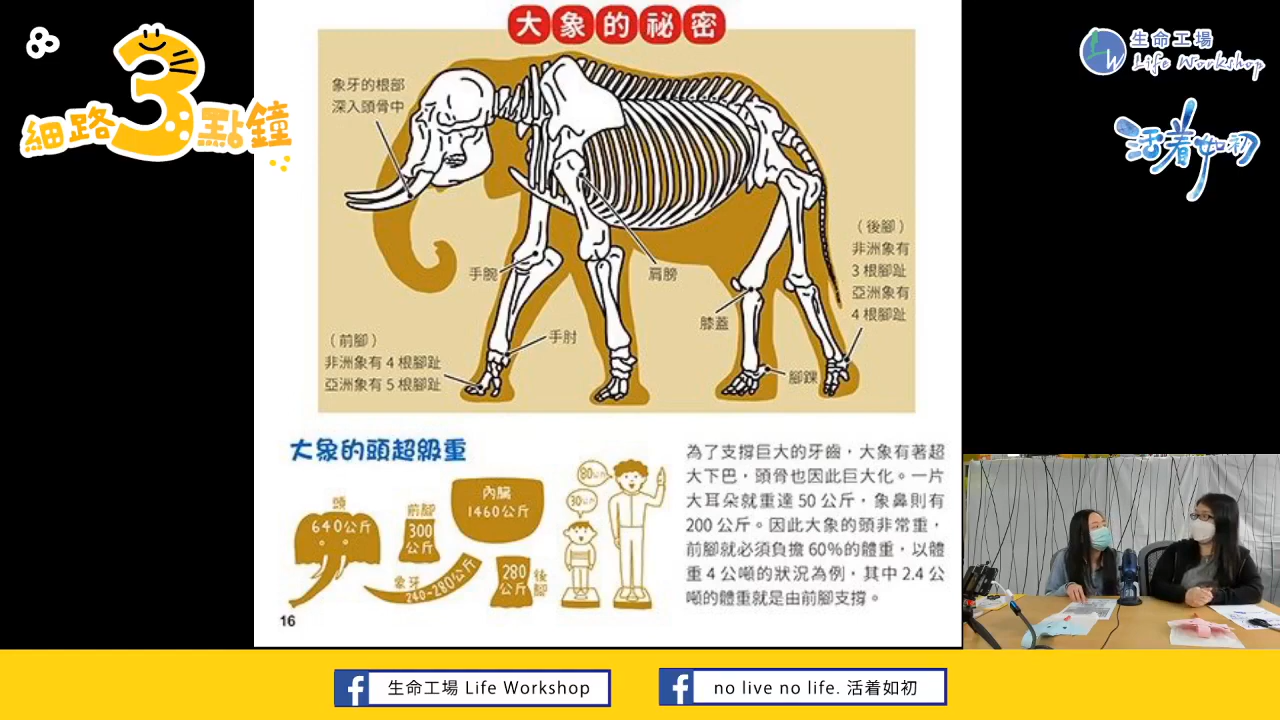 細路3點鐘
大象的祕密
生命工場
Life Workshop
活着如初
象牙的根部
深入頭骨中
手腕
肩膀
（後腳）
非洲象有
3 根腳趾
亞洲象有
4 根腳趾
膝蓋
手肘
（前腳）
非洲象有 4 根腳趾
亞洲象有 5 根腳趾
腳踝
大象的頭超級重
頭
640公斤
前腳
300
公斤
內臟
1460公斤
象牙
240~280公斤
280
公斤
後腳
30公斤
80公斤
為了支撐巨大的牙齒，大象有著超
大下巴，頭骨也因此巨大化。一片
大耳朵就重達 50 公斤，象鼻則有
200 公斤。因此大象的頭非常重，
前腳就必須負擔 60%的體重，以體
重 4 公噸的狀況為例，其中 2.4 公
噸的體重就是由前腳支撐。
16
生命工場 Life Workshop
no live no life. 活着如初